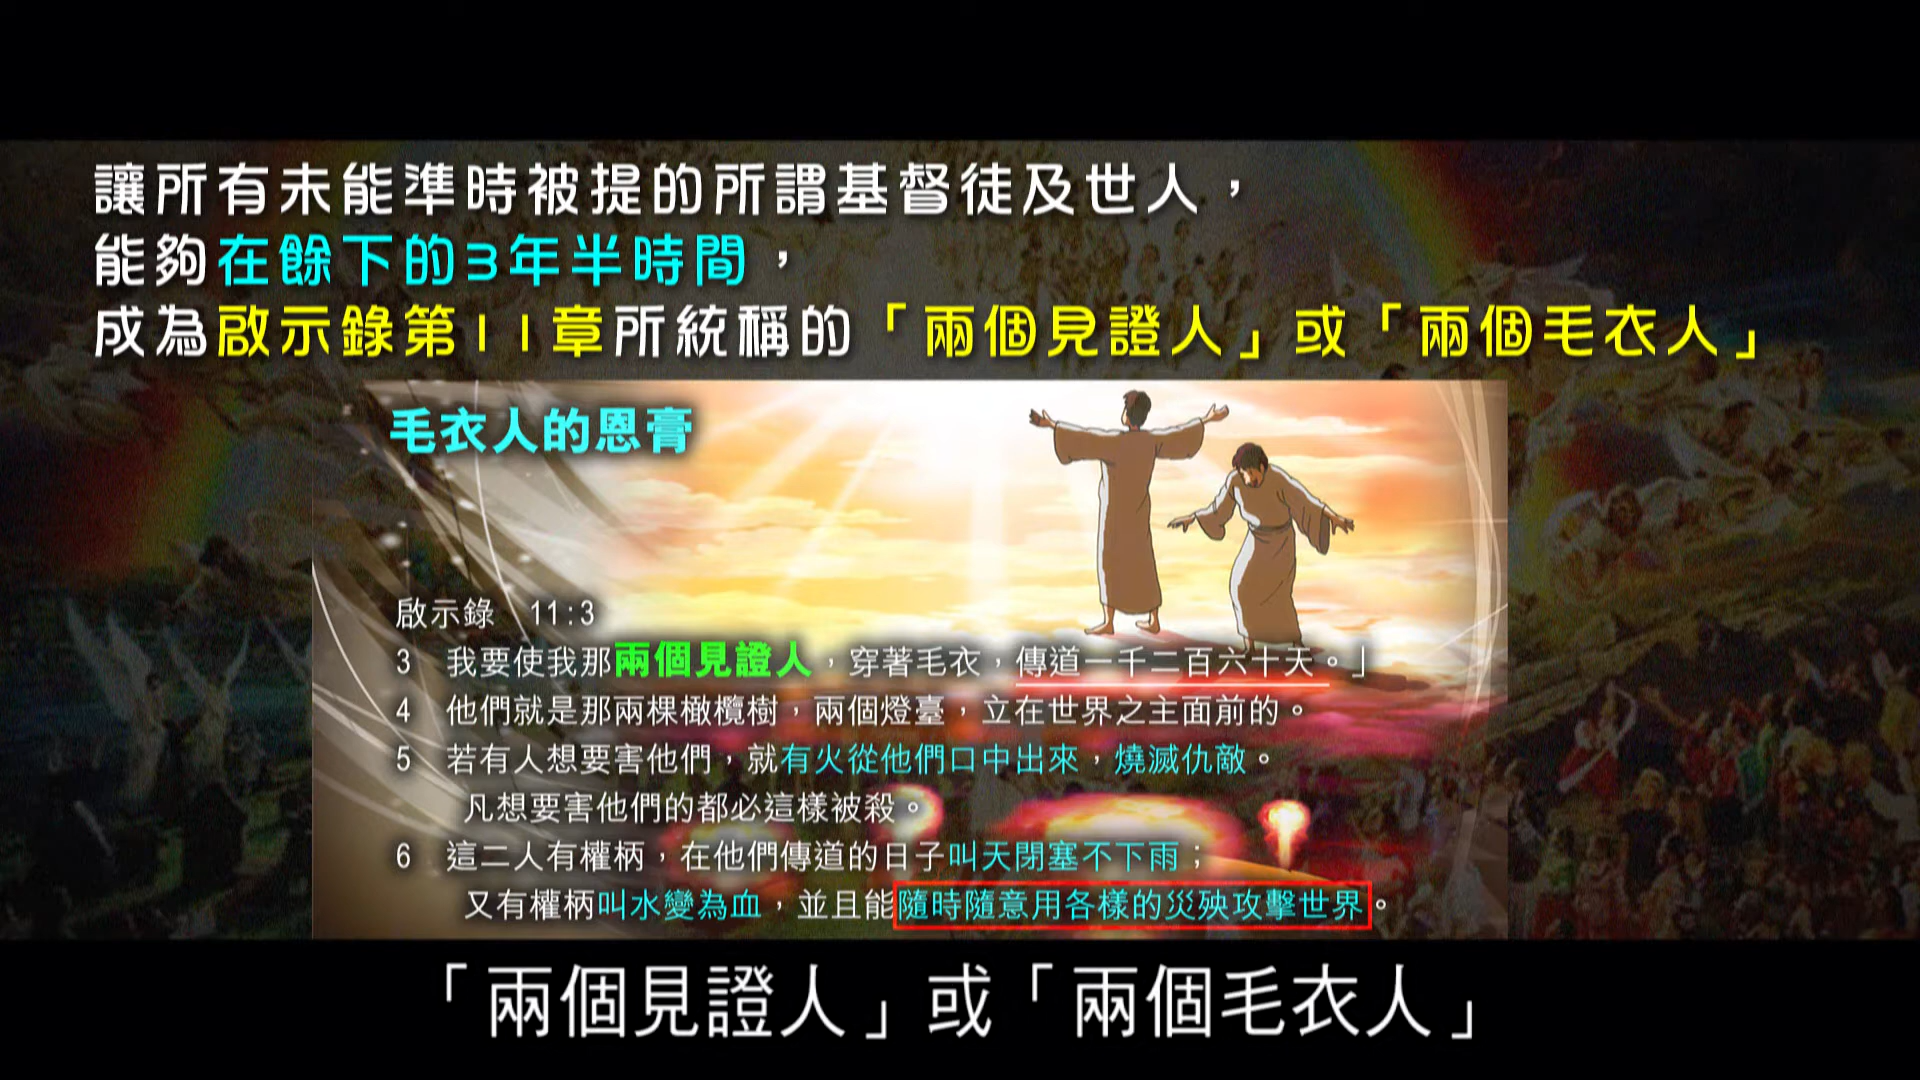 讓所有未能準時被提的所謂基督徒及世人，
能夠在餘下的3年半時間，
成為啟示錄第11章所統稱的「兩個見證人」或「兩個毛衣人」
毛衣人的恩膏
啟示錄 11:3
3 我要使我那兩個見證人，穿著毛衣，傳道一千二百六十天。」
4 他們就是那兩棵橄欖樹，兩個燈臺，立在世界之主面前的。
5 若有人想要害他們，就有火從他們口中出來，燒滅仇敵。
凡想要害他們的都必這樣被殺。
6 這二人有權柄，在他們傳道的日子叫天閉塞不下雨；
又有權柄叫水變為血，並且能隨時隨意用各樣的災殃攻擊世界。
「兩個見證人」或「兩個毛衣人」